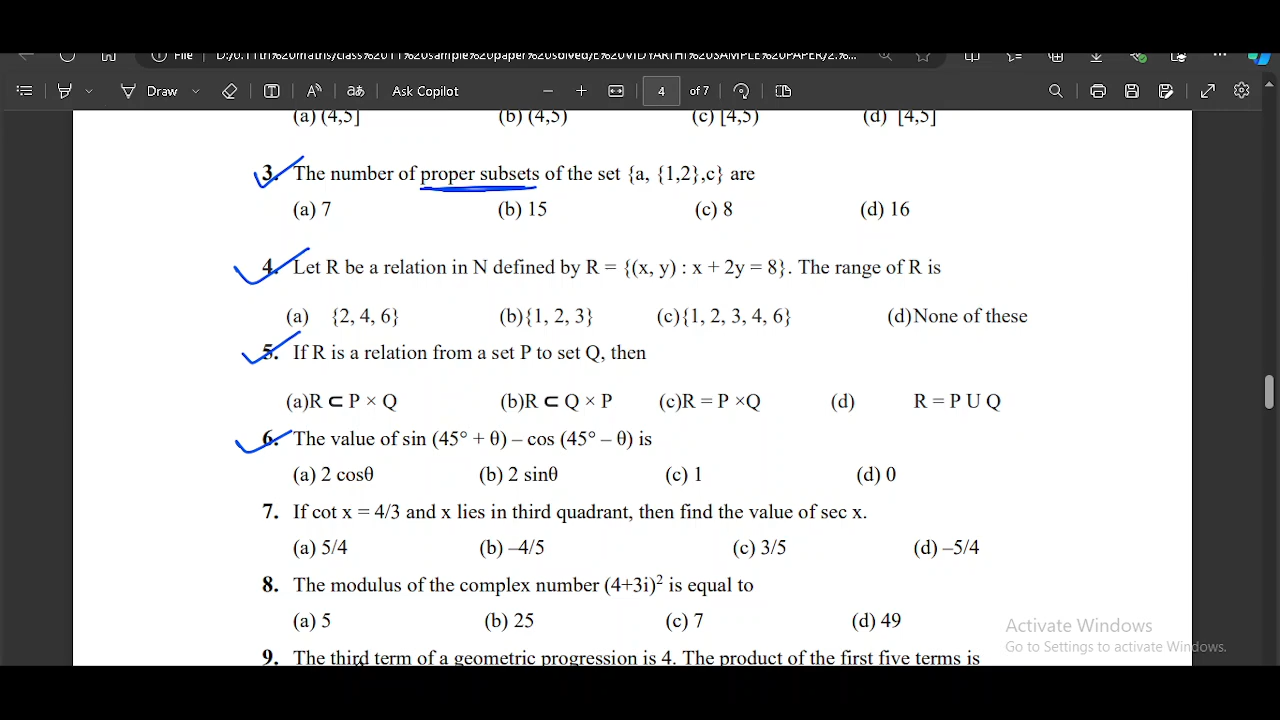 File D:/0.11th%20maths/class%2011%20sample%20paper%20solved/E%20VIDYARTHI%20SAMPLE%20PAPER/2.%...
Draw Ask Copilot 4 of 7
(a) (4,5] (b) (4,5) (c) [4,5) (d) [4,5]
3. The number of proper subsets of the set {a, {1,2},c} are
(a) 7 (b) 15 (c) 8 (d) 16
4. Let R be a relation in N defined by R = {(x, y) : x + 2y = 8}. The range of R is
(a) {2, 4, 6} (b){1, 2, 3} (c){1, 2, 3, 4, 6} (d)None of these
5. If R is a relation from a set P to set Q, then
(a)R ⊂ P × Q (b)R ⊂ Q × P (c)R = P ×Q (d) R = P U Q
6. The value of sin (45° + θ) – cos (45° – θ) is
(a) 2 cosθ (b) 2 sinθ (c) 1 (d) 0
7. If cot x = 4/3 and x lies in third quadrant, then find the value of sec x.
(a) 5/4 (b) –4/5 (c) 3/5 (d) –5/4
8. The modulus of the complex number (4+3i)² is equal to
(a) 5 (b) 25 (c) 7 (d) 49
Activate Windows
Go to Settings to activate Windows.
9. The third term of a geometric progression is 4. The product of the first five terms is